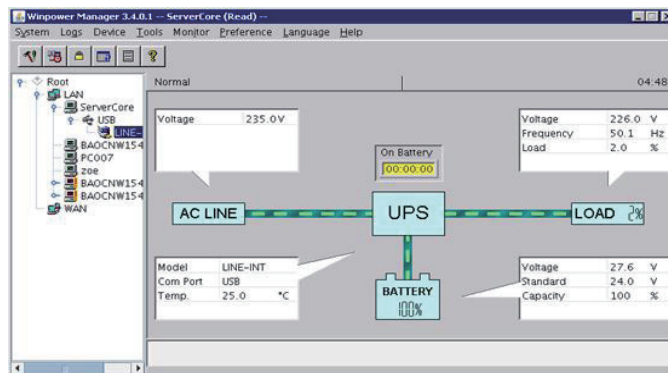 Winpower Manager 3.4.0.1 -- ServerCore (Read) --
System Logs Device Tools Monitor Preference Language Help
Root
LAN
ServerCore
USB
LINE-
BAOCNW154
PC007
zoe
BAOCNW154
BAOCNW154
WAN
Normal
04:48
Voltage 235.0V
On Battery
00:00:00
Voltage 226.0 V
Frequency 50.1 Hz
Load 2.0 %
AC LINE
UPS
LOAD 2%
Model LINE-INT
Com Port USB
Temp. 25.0 °C
BATTERY
100%
Voltage 27.6 V
Standard 24.0 V
Capacity 100 %